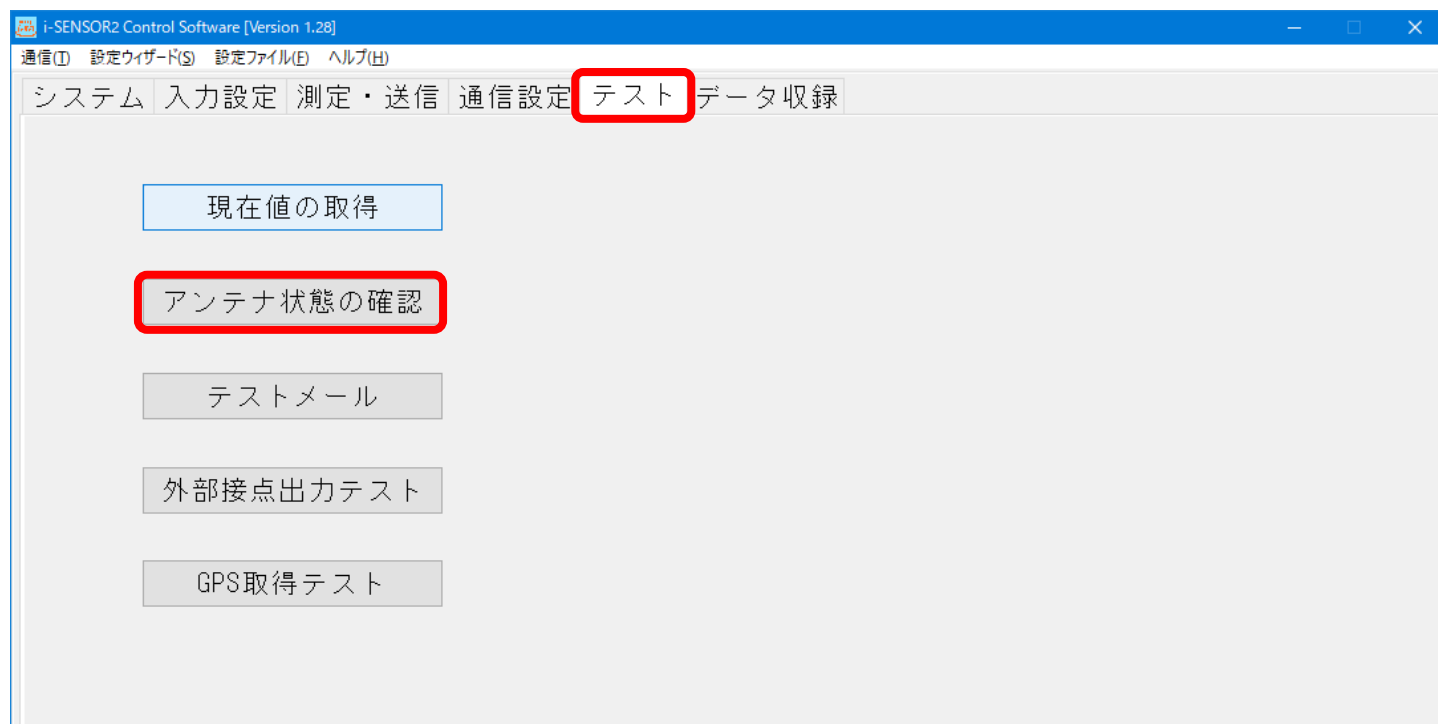 i-SENSOR2 Control Software [Version 1.28]
通信(T) 設定ウィザード(S) 設定ファイル(F) ヘルプ(H)
システム 入力設定 測定・送信 通信設定 テスト データ収録
現在値の取得
アンテナ状態の確認
テストメール
外部接点出力テスト
GPS取得テスト